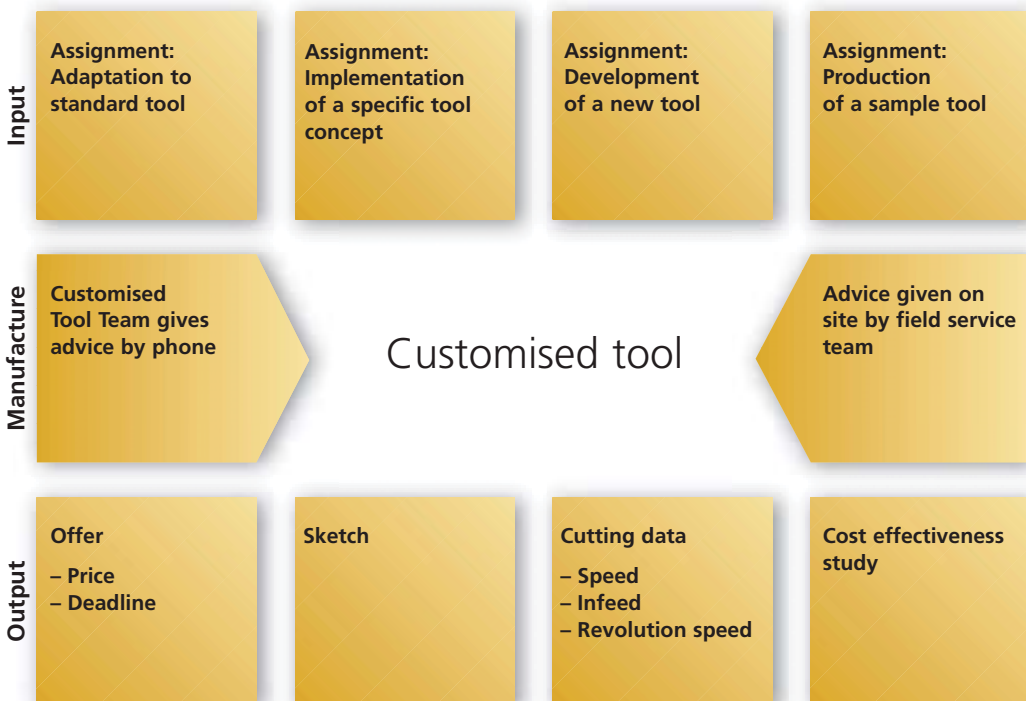 Input
Assignment:
Adaptation to
standard tool
Assignment:
Implementation
of a specific tool
concept
Assignment:
Development
of a new tool
Assignment:
Production
of a sample tool
Manufacture
Customised
Tool Team gives
advice by phone
Customised tool
Advice given on
site by field service
team
Output
Offer
– Price
– Deadline
Sketch
Cutting data
– Speed
– Infeed
– Revolution speed
Cost effectiveness
study